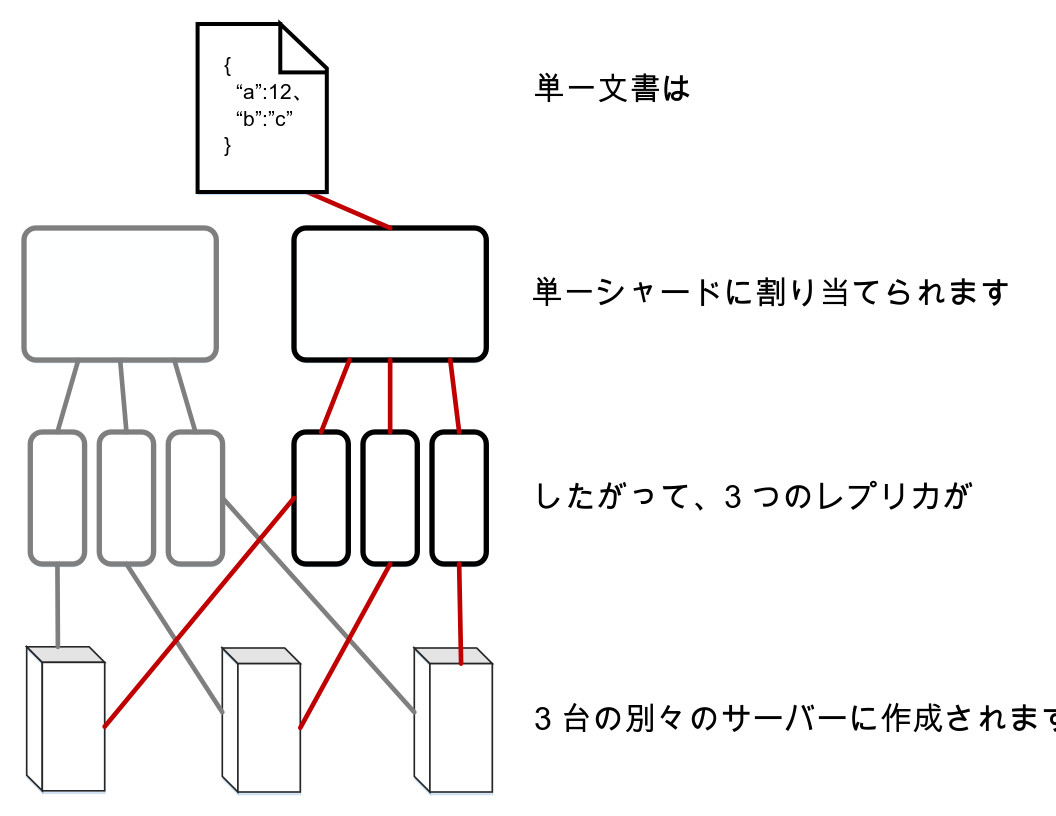 {
“a”:12、
“b”:”c”
}
単一文書は
単一シャードに割り当てられます
したがって、3 つのレプリカが
3 台の別々のサーバーに作成されます